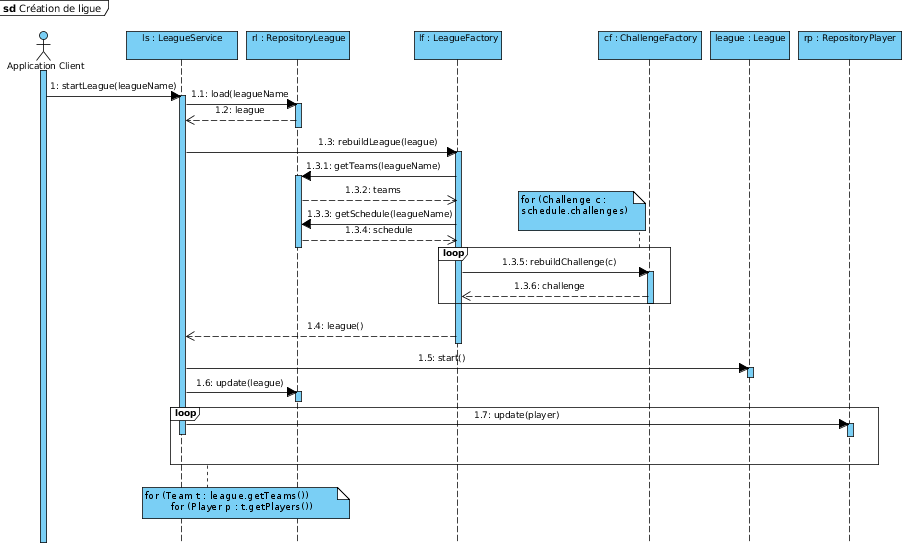 sd Création de ligue
ls : LeagueService
rl : RepositoryLeague
lf : LeagueFactory
cf : ChallengeFactory
league : League
rp : RepositoryPlayer
Application Client
1: startLeague(leagueName)
1.1: load(leagueName
1.2: league
1.3: rebuildLeague(league)
1.3.1: getTeams(leagueName)
1.3.2: teams
for (Challenge c :
schedule.challenges)
1.3.3: getSchedule(leagueName)
1.3.4: schedule
loop
1.3.5: rebuildChallenge(c)
1.3.6: challenge
1.4: league()
1.5: start()
1.6: update(league)
loop
1.7: update(player)
for (Team t : league.getTeams())
for (Player p : t.getPlayers())